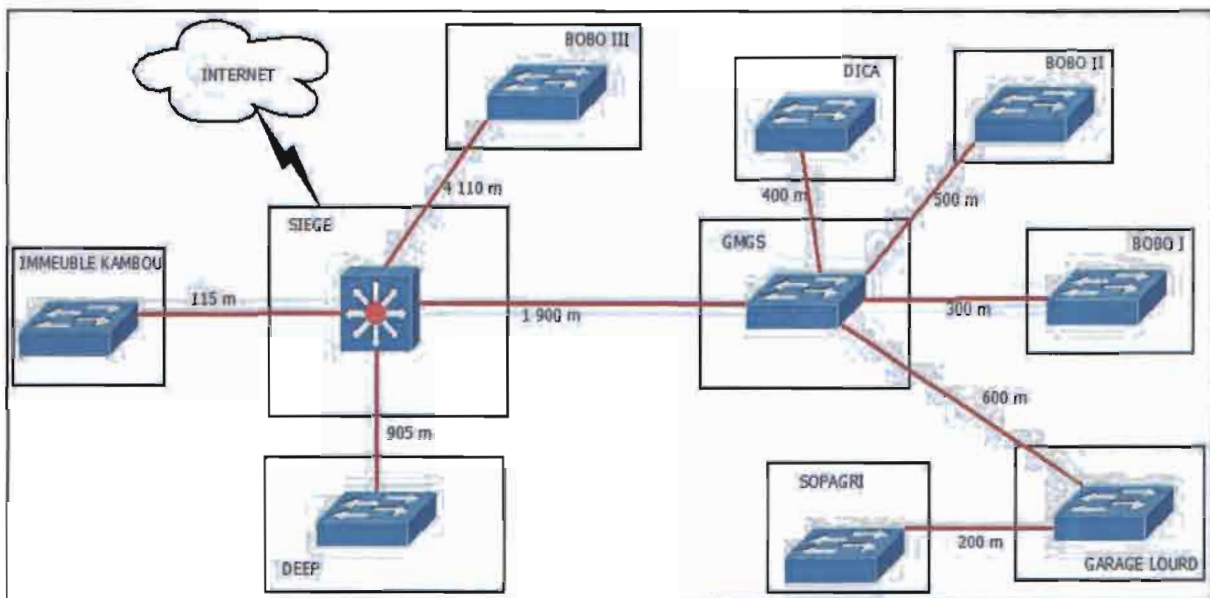 INTERNET
BOBO III
DICA
BOBO II
4 110 m
400 m
500 m
SIEGE
GMGS
BOBO I
IMMEUBLE KAMBOU
115 m
1 900 m
300 m
905 m
600 m
SOPAGRI
200 m
DEEP
GARAGE LOURD